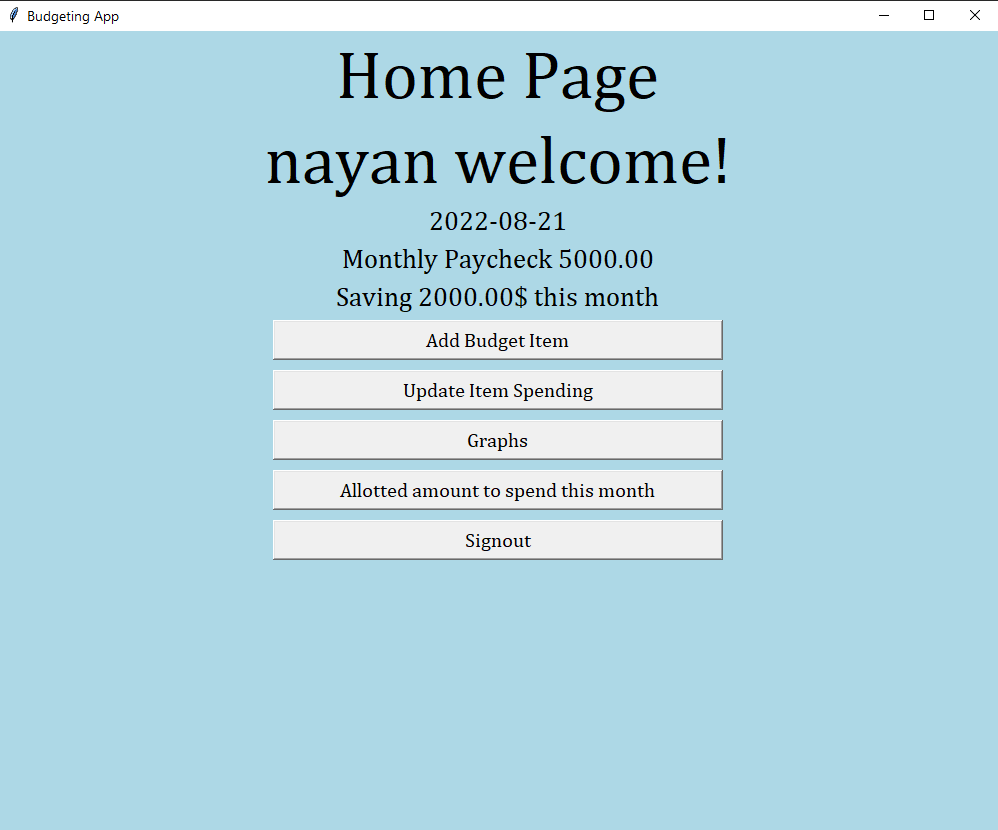 Budgeting App
Home Page
nayan welcome!
2022-08-21
Monthly Paycheck 5000.00
Saving 2000.00$ this month
Add Budget Item
Update Item Spending
Graphs
Allotted amount to spend this month
Signout